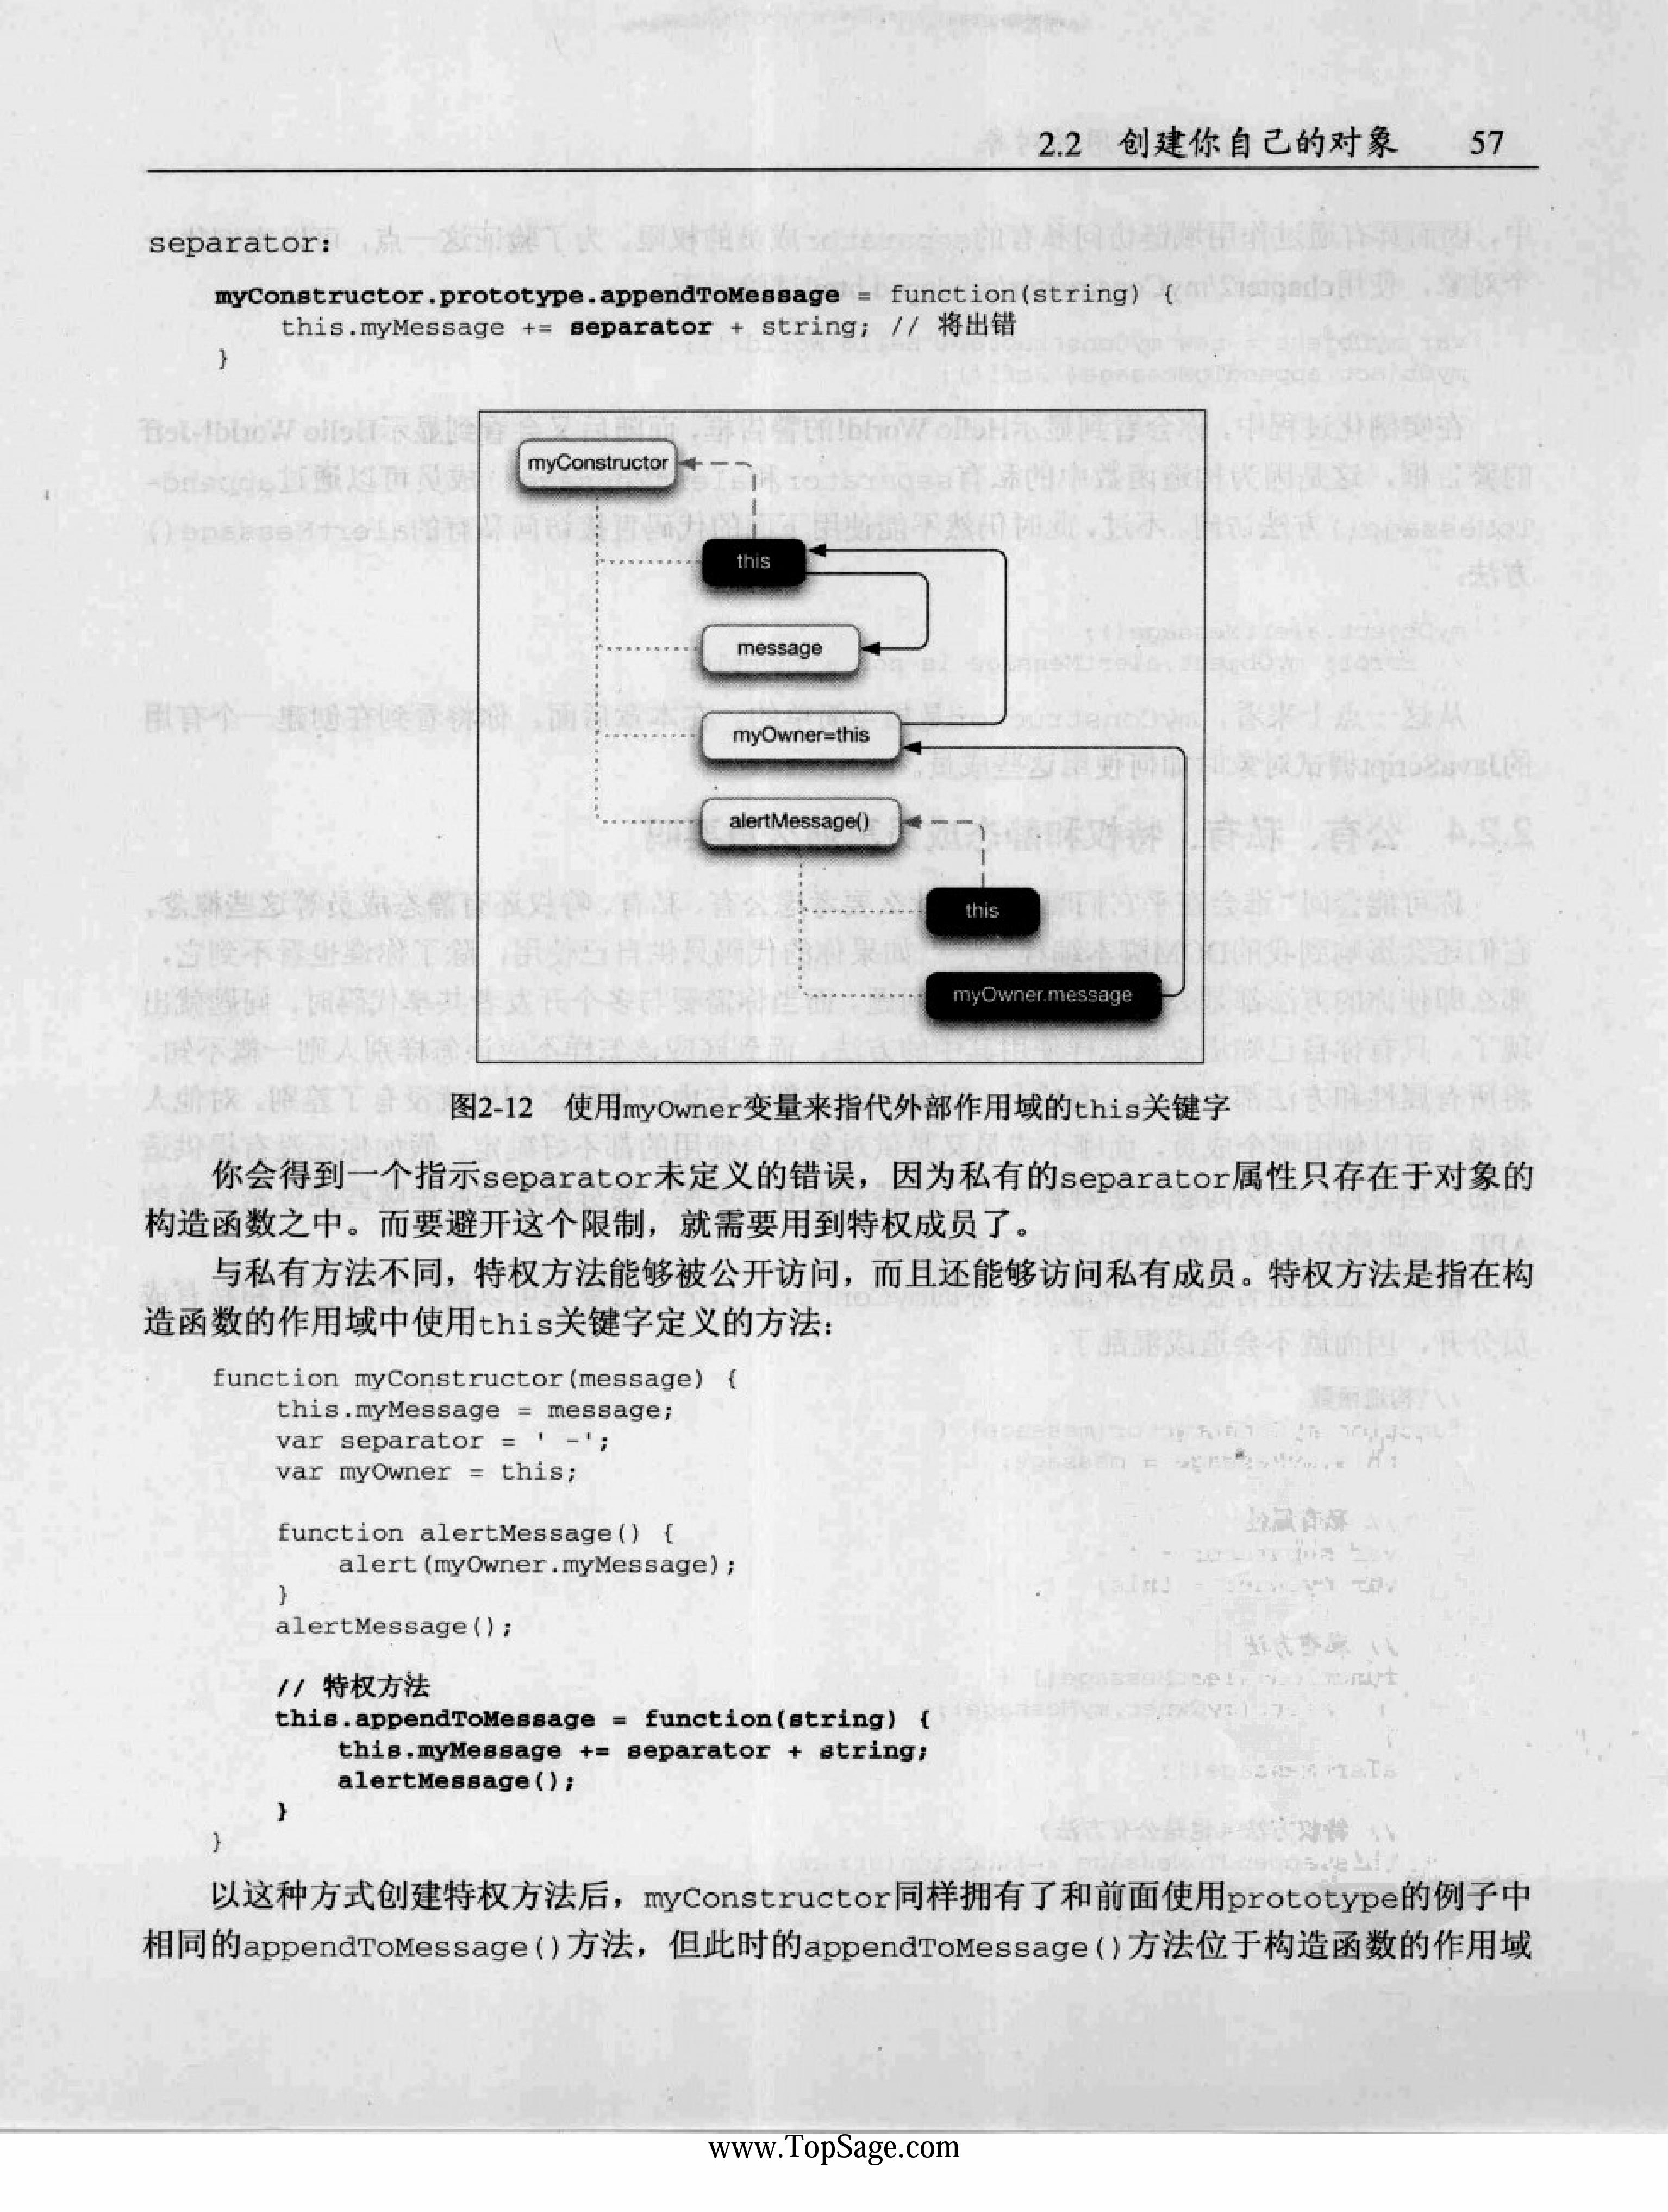 2.2 创建你自己的对象 57
separator:
myConstructor.prototype.appendToMessage = function(string) {
this.myMessage += separator + string; // 将出错
}
myConstructor
this
message
myOwner=this
alertMessage()
this
myOwner.message
图2-12 使用myOwner变量来指代外部作用域的this关键字
你会得到一个指示separator未定义的错误，因为私有的separator属性只存在于对象的
构造函数之中。而要避开这个限制，就需要用到特权成员了。
与私有方法不同，特权方法能够被公开访问，而且还能够访问私有成员。特权方法是指在构
造函数的作用域中使用this关键字定义的方法：
function myConstructor(message) {
this.myMessage = message;
var separator = ' -';
var myOwner = this;
function alertMessage() {
alert(myOwner.myMessage);
}
alertMessage();
// 特权方法
this.appendToMessage = function(string) {
this.myMessage += separator + string;
alertMessage();
}
}
以这种方式创建特权方法后，myConstructor同样拥有了和前面使用prototype的例子中
相同的appendToMessage()方法，但此时的appendToMessage()方法位于构造函数的作用域
www.TopSage.com